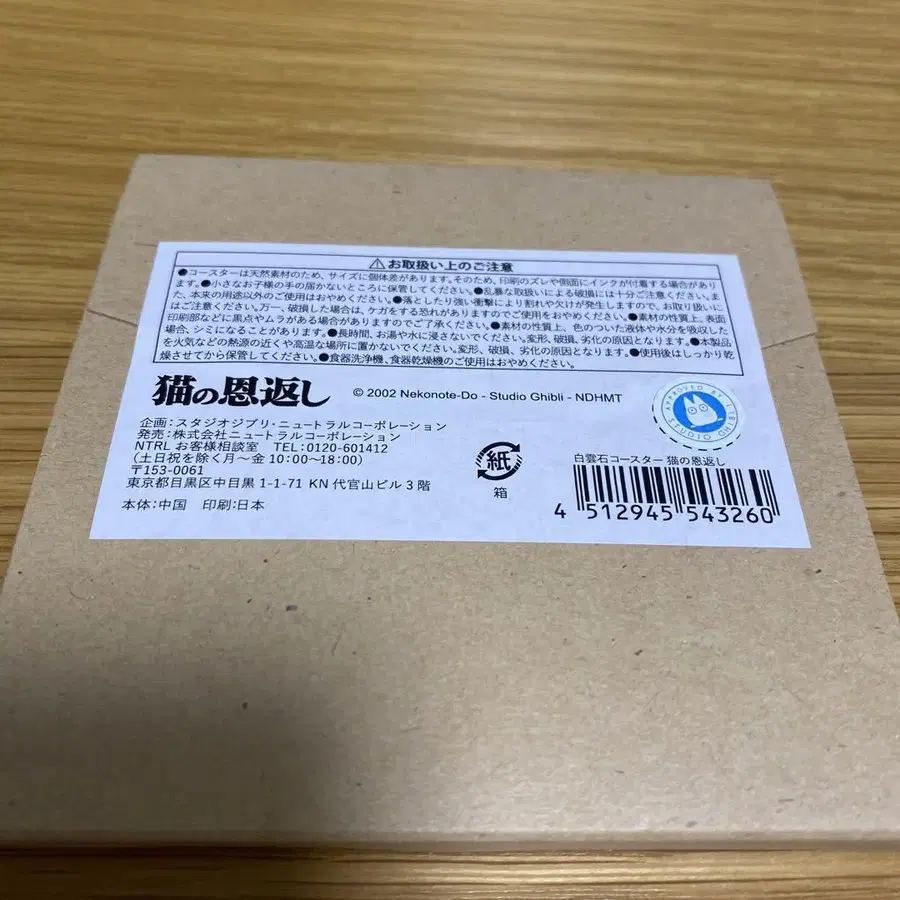 ⚠お取扱い上のご注意
●コースターは天然素材のため、サイズに個体差があります。そのため、印刷のズレや側面にインクが付着する場合があります。●小さなお子様の手の届かないところに保管してください。●乱暴な取扱いによる破損には十分ご注意ください。ま
た、本来の用途以外のご使用はおやめください。●落としたり強い衝撃により割れや欠けが発生しますので、お取り扱いに
はご注意ください。万一、破損した場合は、ケガをする恐れがありますのでご使用をおやめください。●素材の性質上、表面
印刷部などに黒点やムラがある場合がありますのでご了承ください。●素材の性質上、色のついた液体や水分を吸収した
場合、シミになることがあります。●長時間、お湯や水に浸さないでください。変形、破損、劣化の原因となります。●本製品
を火気などの熱源の近くや高温な場所に置かないでください。変形、破損、劣化の原因となります。●使用後はしっかり乾
燥させてから保管してください。●食器洗浄機、食器乾燥機のご使用はおやめください。
猫の恩返し
© 2002 Nekonote-Do - Studio Ghibli - NDHMT
APPROVED BY STUDIO GHIBLI
企画:スタジオジブリ・ニュートラルコーポレーション
発売:株式会社ニュートラルコーポレーション
NTRL お客様相談室 TEL:0120-601412
(土日祝を除く月〜金 10:00〜18:00)
〒153-0061
東京都目黒区中目黒 1-1-71 KN 代官山ビル 3 階
本体:中国 印刷:日本
紙
箱
白雲石コースター 猫の恩返し
4 512945 543260